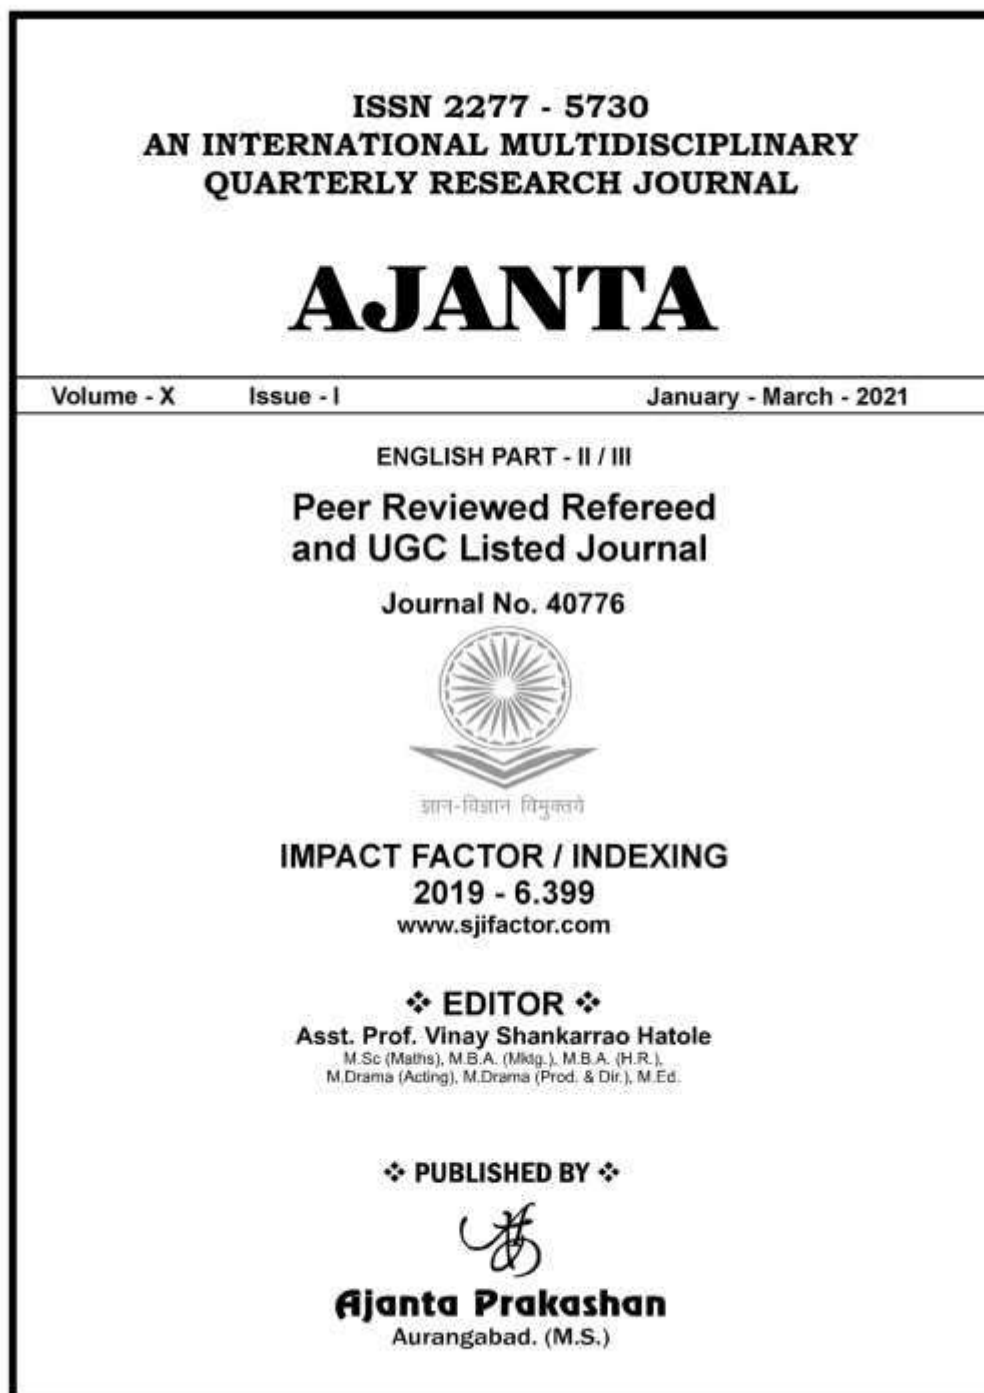 ISSN 2277 - 5730
AN INTERNATIONAL MULTIDISCIPLINARY
QUARTERLY RESEARCH JOURNAL
AJANTA
Volume - X Issue - I January - March - 2021
ENGLISH PART - II / III
Peer Reviewed Refereed
and UGC Listed Journal
Journal No. 40776
ज्ञान-विज्ञान विमुक्तये
IMPACT FACTOR / INDEXING
2019 - 6.399
www.sjifactor.com
❖ EDITOR ❖
Asst. Prof. Vinay Shankarrao Hatole
M.Sc (Maths), M.B.A. (Mktg.), M.B.A. (H.R.),
M.Drama (Acting), M.Drama (Prod. & Dir.), M.Ed.
❖ PUBLISHED BY ❖
Ajanta Prakashan
Aurangabad. (M.S.)